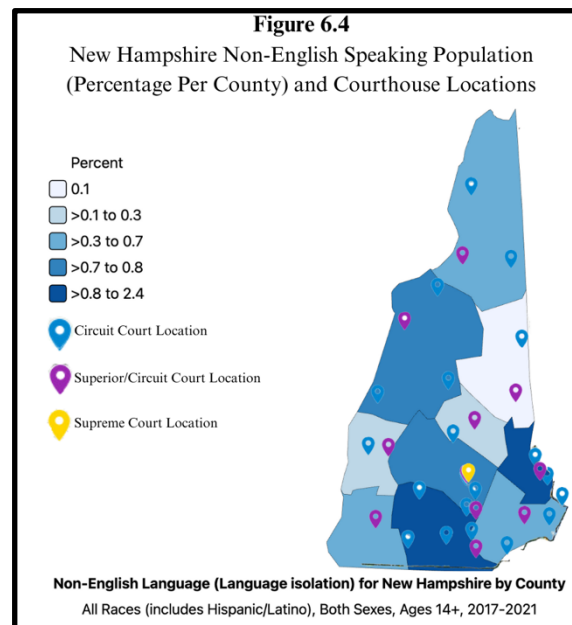 Figure 6.4
New Hampshire Non-English Speaking Population
(Percentage Per County) and Courthouse Locations
Percent
0.1
>0.1 to 0.3
>0.3 to 0.7
>0.7 to 0.8
>0.8 to 2.4
Circuit Court Location
Superior/Circuit Court Location
Supreme Court Location
Non-English Language (Language isolation) for New Hampshire by County
All Races (includes Hispanic/Latino), Both Sexes, Ages 14+, 2017-2021